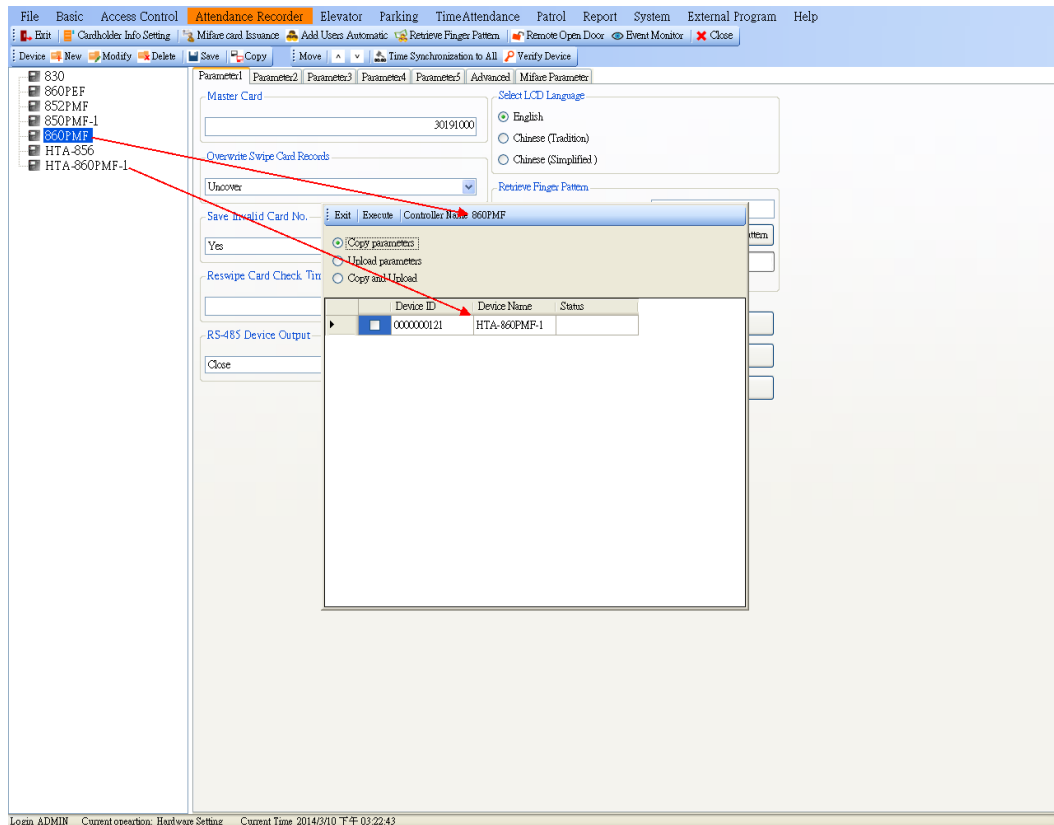 File Basic Access Control Attendance Recorder Elevator Parking TimeAttendance Patrol Report System External Program Help
Exit Cardholder Info Setting Mifare card Issuance Add Users Automatic Retrieve Finger Pattern Remote Open Door Event Monitor Close
Device New Modify Delete Save Copy Move Time Synchronization to All Verify Device
830
860PEF
852PMF
850PMF-1
860PMF
HTA-856
HTA-860PMF-1
Parameter1 Parameter2 Parameter3 Parameter4 Parameter5 Advanced Mifare Parameter
Master Card
30191000
Overwrite Swipe Card Records
Uncover
Save Invalid Card No.
Yes
Reswipe Card Check Tim
RS-485 Device Output
Close
Select LCD Language
English
Chinese (Tradition)
Chinese (Simplified )
Retrieve Finger Pattern
ttern
Exit Execute Controller Name 860PMF
Copy parameters
Upload parameters
Copy and Upload
Device ID Device Name Status
0000000121 HTA-860PMF-1
Login ADMIN Current opeartion: Hardware Setting Current Time 2014/3/10 下午 03:22:43